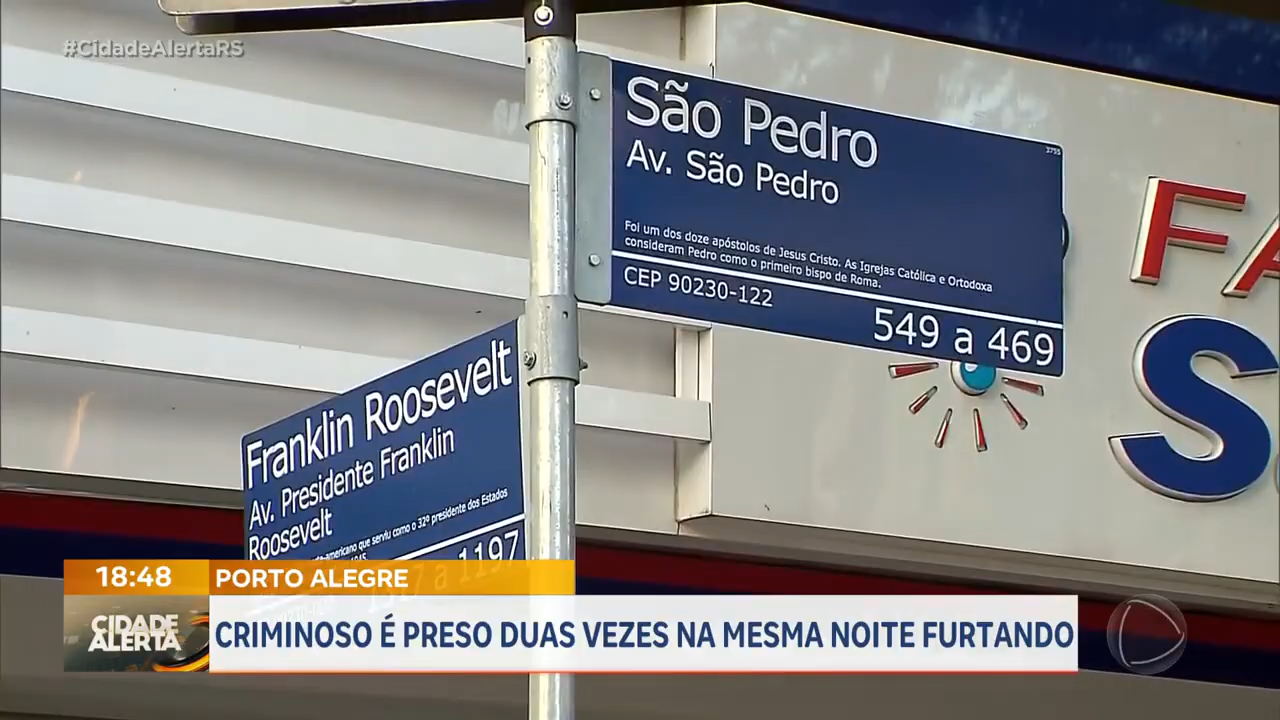 #CidadeAlertaRS
São Pedro
3755
Av. São Pedro
Foi um dos doze apóstolos de Jesus Cristo. As Igrejas Católica e Ortodoxa
consideram Pedro como o primeiro bispo de Roma.
CEP 90230-122
549 a 469
FA
S
Franklin Roosevelt
Av. Presidente Franklin
Roosevelt
-americano que serviu como o 32º presidente dos Estados
a 1197
18:48
PORTO ALEGRE
CIDADE
ALERTA
CRIMINOSO É PRESO DUAS VEZES NA MESMA NOITE FURTANDO